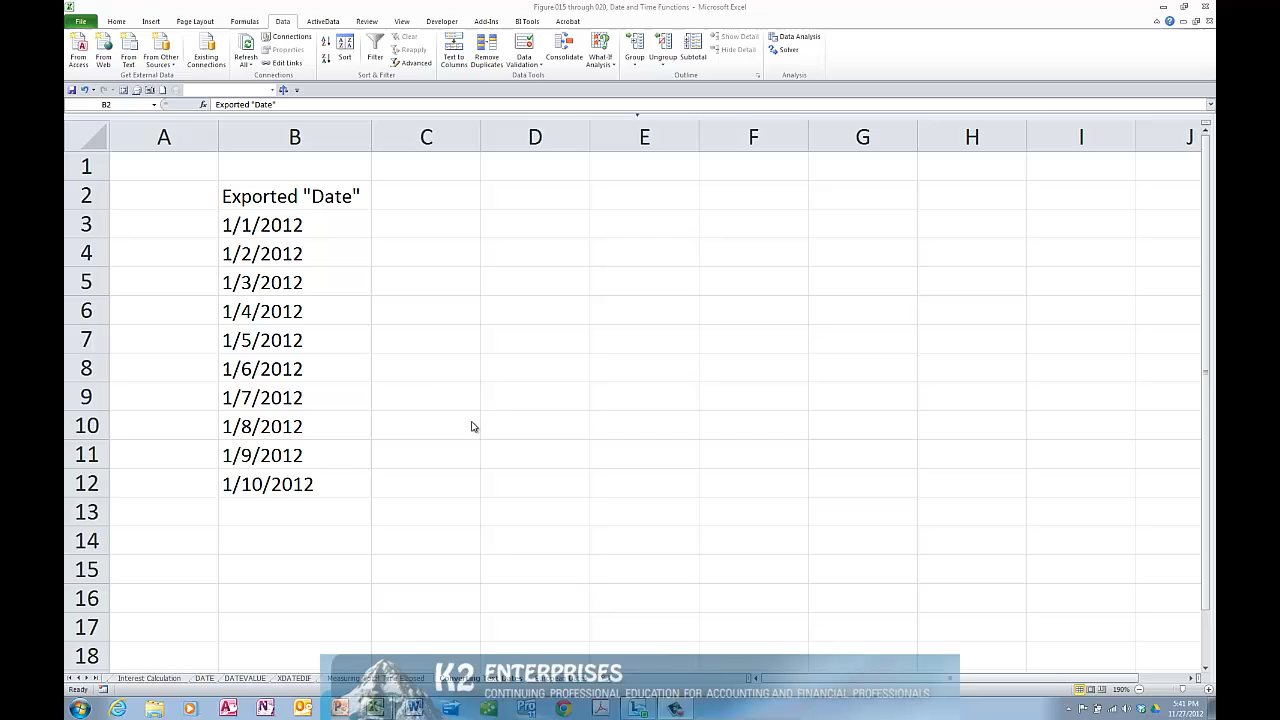 Figure 015 through 020, Date and Time Functions - Microsoft Excel
File Home Insert Page Layout Formulas Data ActiveData Review View Developer Add-Ins BI Tools Acrobat
From Access
From Web
From Text
From Other Sources
Existing Connections
Refresh All
Connections
Properties
Edit Links
Sort
Filter
Clear
Reapply
Advanced
Text to Columns
Remove Duplicates
Data Validation
Consolidate
What-If Analysis
Group
Ungroup
Subtotal
Show Detail
Hide Detail
Data Analysis
Solver
Get External Data Connections Sort & Filter Data Tools Outline Analysis
B2 fx Exported "Date"
A B C D E F G H I J
1
2 Exported "Date"
3 1/1/2012
4 1/2/2012
5 1/3/2012
6 1/4/2012
7 1/5/2012
8 1/6/2012
9 1/7/2012
10 1/8/2012
11 1/9/2012
12 1/10/2012
13
14
15
16
17
18
K2 ENTERPRISES
CONTINUING PROFESSIONAL EDUCATION FOR ACCOUNTING AND FINANCIAL PROFESSIONALS
Interest Calculation DATE DATEVALUE XDATEDIF
Ready 190%
5:41 PM
11/27/2012